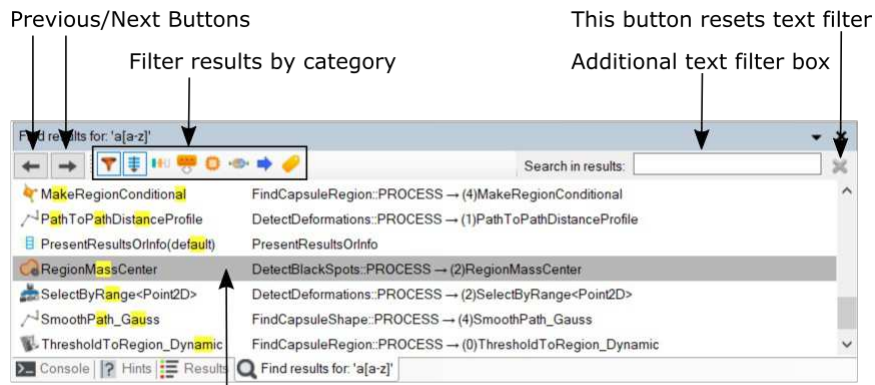 Previous/Next Buttons
This button resets text filter
Filter results by category
Additional text filter box
Find results for: 'a[a-z]'
Search in results:
MakeRegionConditional FindCapsuleRegion::PROCESS → (4)MakeRegionConditional
PathToPathDistanceProfile DetectDeformations::PROCESS → (1)PathToPathDistanceProfile
PresentResultsOrInfo(default) PresentResultsOrInfo
RegionMassCenter DetectBlackSpots::PROCESS → (2)RegionMassCenter
SelectByRange<Point2D> DetectDeformations::PROCESS → (2)SelectByRange<Point2D>
SmoothPath_Gauss FindCapsuleShape::PROCESS → (4)SmoothPath_Gauss
ThresholdToRegion_Dynamic FindCapsuleRegion::PROCESS → (0)ThresholdToRegion_Dynamic
Console Hints Results Find results for: 'a[a-z]'